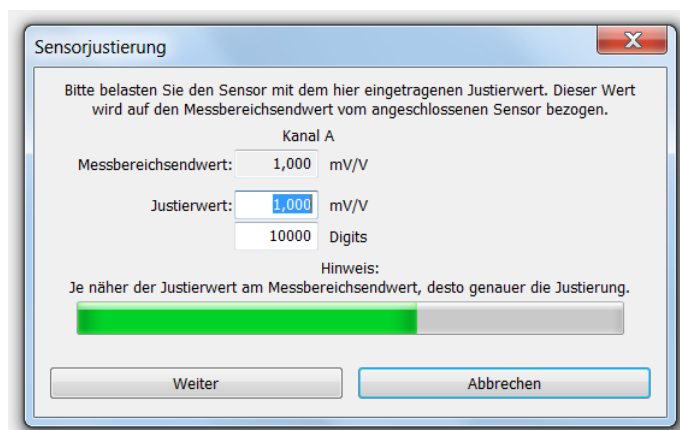 Sensorjustierung
Bitte belasten Sie den Sensor mit dem hier eingetragenen Justierwert. Dieser Wert
wird auf den Messbereichsendwert vom angeschlossenen Sensor bezogen.
Kanal A
Messbereichsendwert: 1,000 mV/V
Justierwert: 1,000 mV/V
10000 Digits
Hinweis:
Je näher der Justierwert am Messbereichsendwert, desto genauer die Justierung.
Weiter Abbrechen